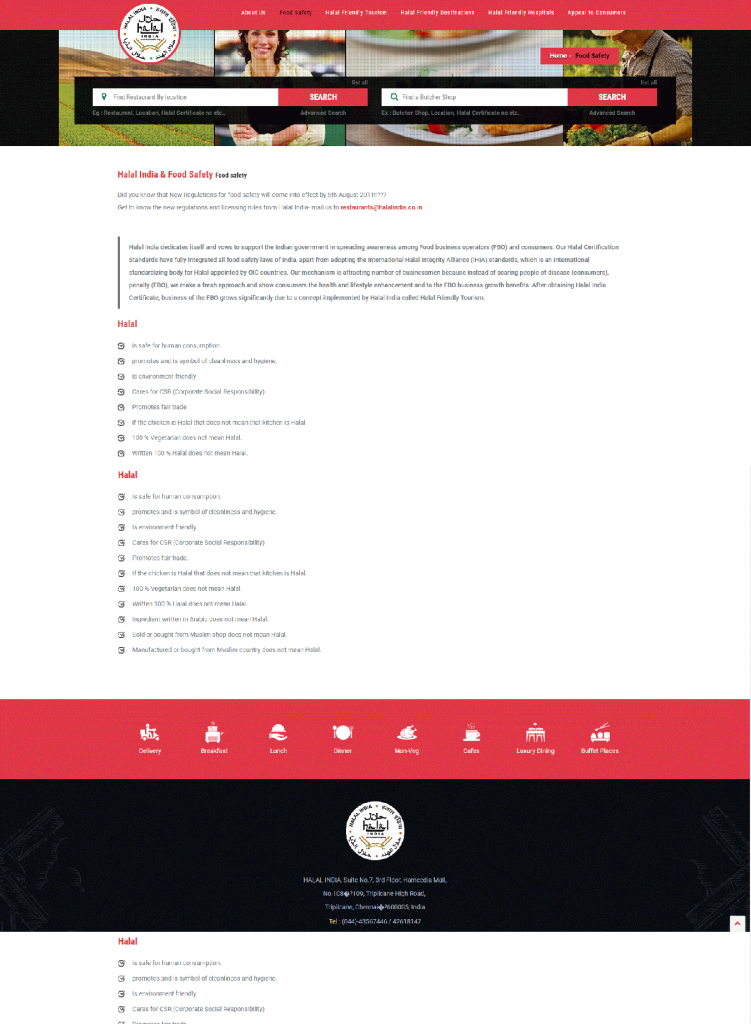 About Us Food Safety Halal Friendly Tourism Halal Friendly Destinations Halal Friendly Hospitals Appeal to Consumers
HALAL INDIA
حلال
halal
INDIA
Home - Food Safety
list all
list all
Find Restaurant By location SEARCH
Find a Butcher Shop SEARCH
Eg : Restaurant, Location, Halal Certificate no etc., Advanced Search
Ex : Butcher Shop, Location, Halal Certificate no etc. Advanced Search
Halal India & Food Safety Food safety
Did you know that New Regulations for food safety will come into effect by 5th August
Get to know the new regulations and licensing rules from Halal India- mail us to restaurants@halalindia.co.in
Halal India dedicates itself and vows to support the Indian government in spreading awareness among Food business operators (FBO) and consumers. Our Halal Certification
Standards have fully integrated all food safety laws of India, apart from adopting the International Halal Integrity Alliance (IHIA) standards, which is an International
standardizing body for Halal appointed by OIC countries. Our mechanism is attracting number of businessmen because instead of scaring people of disease (consumers),
penalty (FBO), we make a fresh approach and show consumers the health and lifestyle enhancement and to the FBO business growth benefits. After obtaining Halal India
Certificate, business of the FBO grows significantly due to a concept implemented by Halal India called Halal Friendly Tourism.
Halal
Is safe for human consumption.
promotes and is symbol of cleanliness and hygiene.
Is environment friendly
Cares for CSR (Corporate Social Responsibility)
Promotes fair trade
If the chicken is Halal that does not mean that kitchen is Halal
100 % Vegetarian does not mean Halal.
Written 100 % Halal does not mean Halal.
Halal
Is safe for human consumption.
promotes and is symbol of cleanliness and hygiene.
Is environment friendly
Cares for CSR (Corporate Social Responsibility)
Promotes fair trade.
If the chicken is Halal that does not mean that kitchen is Halal.
100 % Vegetarian does not mean Halal
Written 100 % Halal does not mean Halal.
Ingredient written in Arabic does not mean Halal.
Sold or bought from Muslim shop does not mean Halal.
Manufactured or bought from Muslim country does not mean Halal.
Delivery Breakfast Lunch Dinner Non-Veg Cafes Luxury Dining Buffet Places
HALAL INDIA
حلال
halal
INDIA
HALAL INDIA, Suite No.7, 3rd Floor, Hameedia Mall,
No.108�?109, Triplicane High Road,
Triplicane, Chennai�?600005, India
Tel : (044)-43567446 / 42618147
Halal
Is safe for human consumption.
promotes and is symbol of cleanliness and hygiene.
Is environment friendly
Cares for CSR (Corporate Social Responsibility)
Promotes fair trade